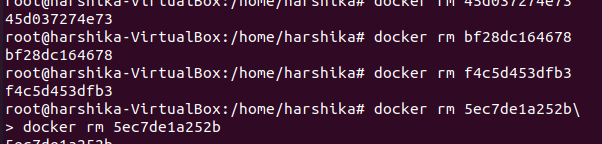 root@harshika-VirtualBox:/home/harshika# docker rm 45d037274e73
45d037274e73
root@harshika-VirtualBox:/home/harshika# docker rm bf28dc164678
bf28dc164678
root@harshika-VirtualBox:/home/harshika# docker rm f4c5d453dfb3
f4c5d453dfb3
root@harshika-VirtualBox:/home/harshika# docker rm 5ec7de1a252b\
> docker rm 5ec7de1a252b
5ec7de1a252b